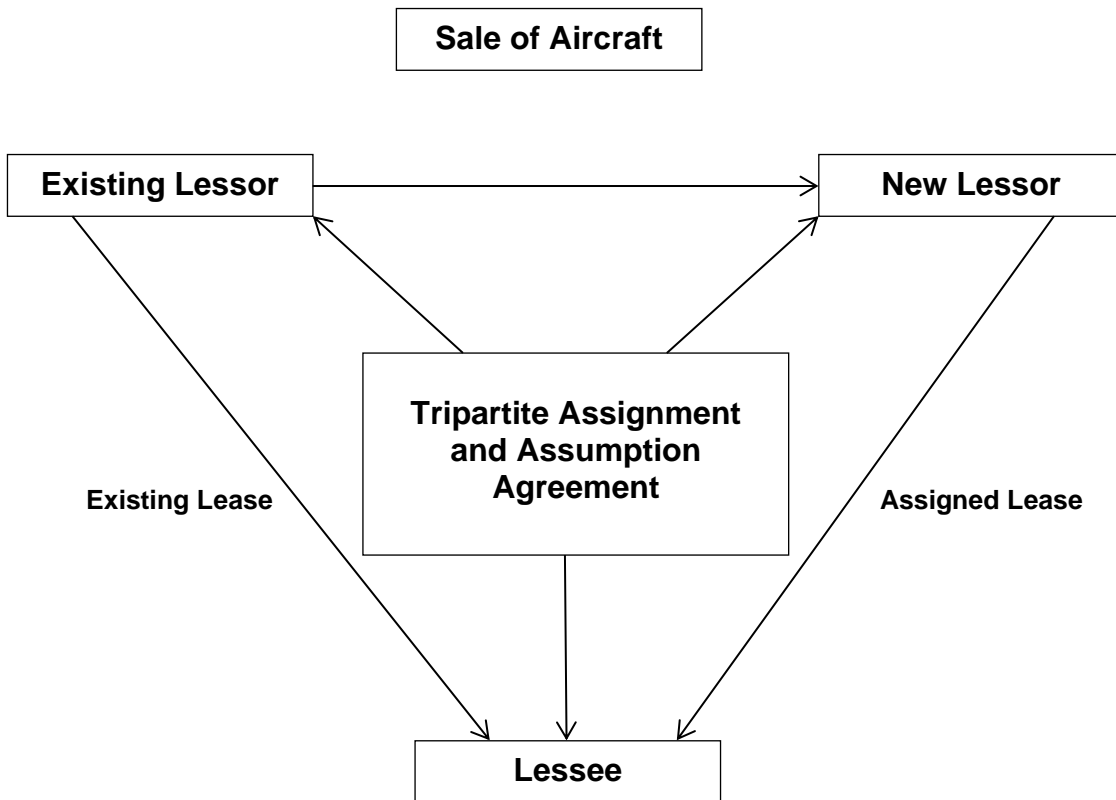 Sale of Aircraft
Existing Lessor
New Lessor
Tripartite Assignment
and Assumption
Agreement
Existing Lease
Assigned Lease
Lessee